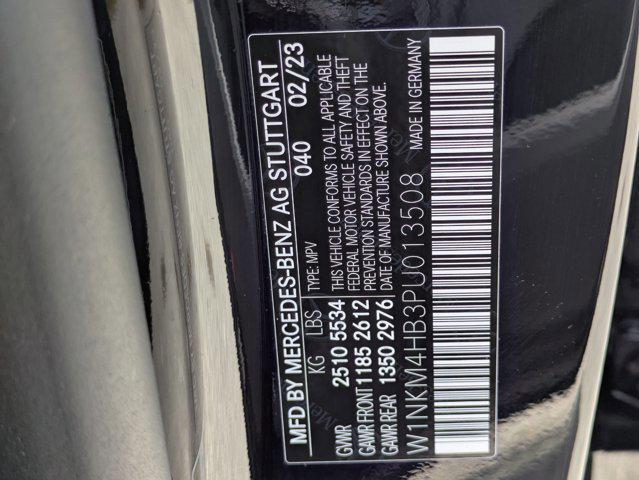 MFD BY MERCEDES-BENZ AG STUTTGART
040 02/23
KG LBS
GVWR 2510 5534
GAWR FRONT 1185 2612
GAWR REAR 1350 2976
TYPE: MPV
THIS VEHICLE CONFORMS TO ALL APPLICABLE
FEDERAL MOTOR VEHICLE SAFETY AND THEFT
PREVENTION STANDARDS IN EFFECT ON THE
DATE OF MANUFACTURE SHOWN ABOVE.
W1NKM4HB3PU013508 MADE IN GERMANY